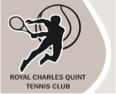 ROYAL CHARLES QUINT
TENNIS CLUB